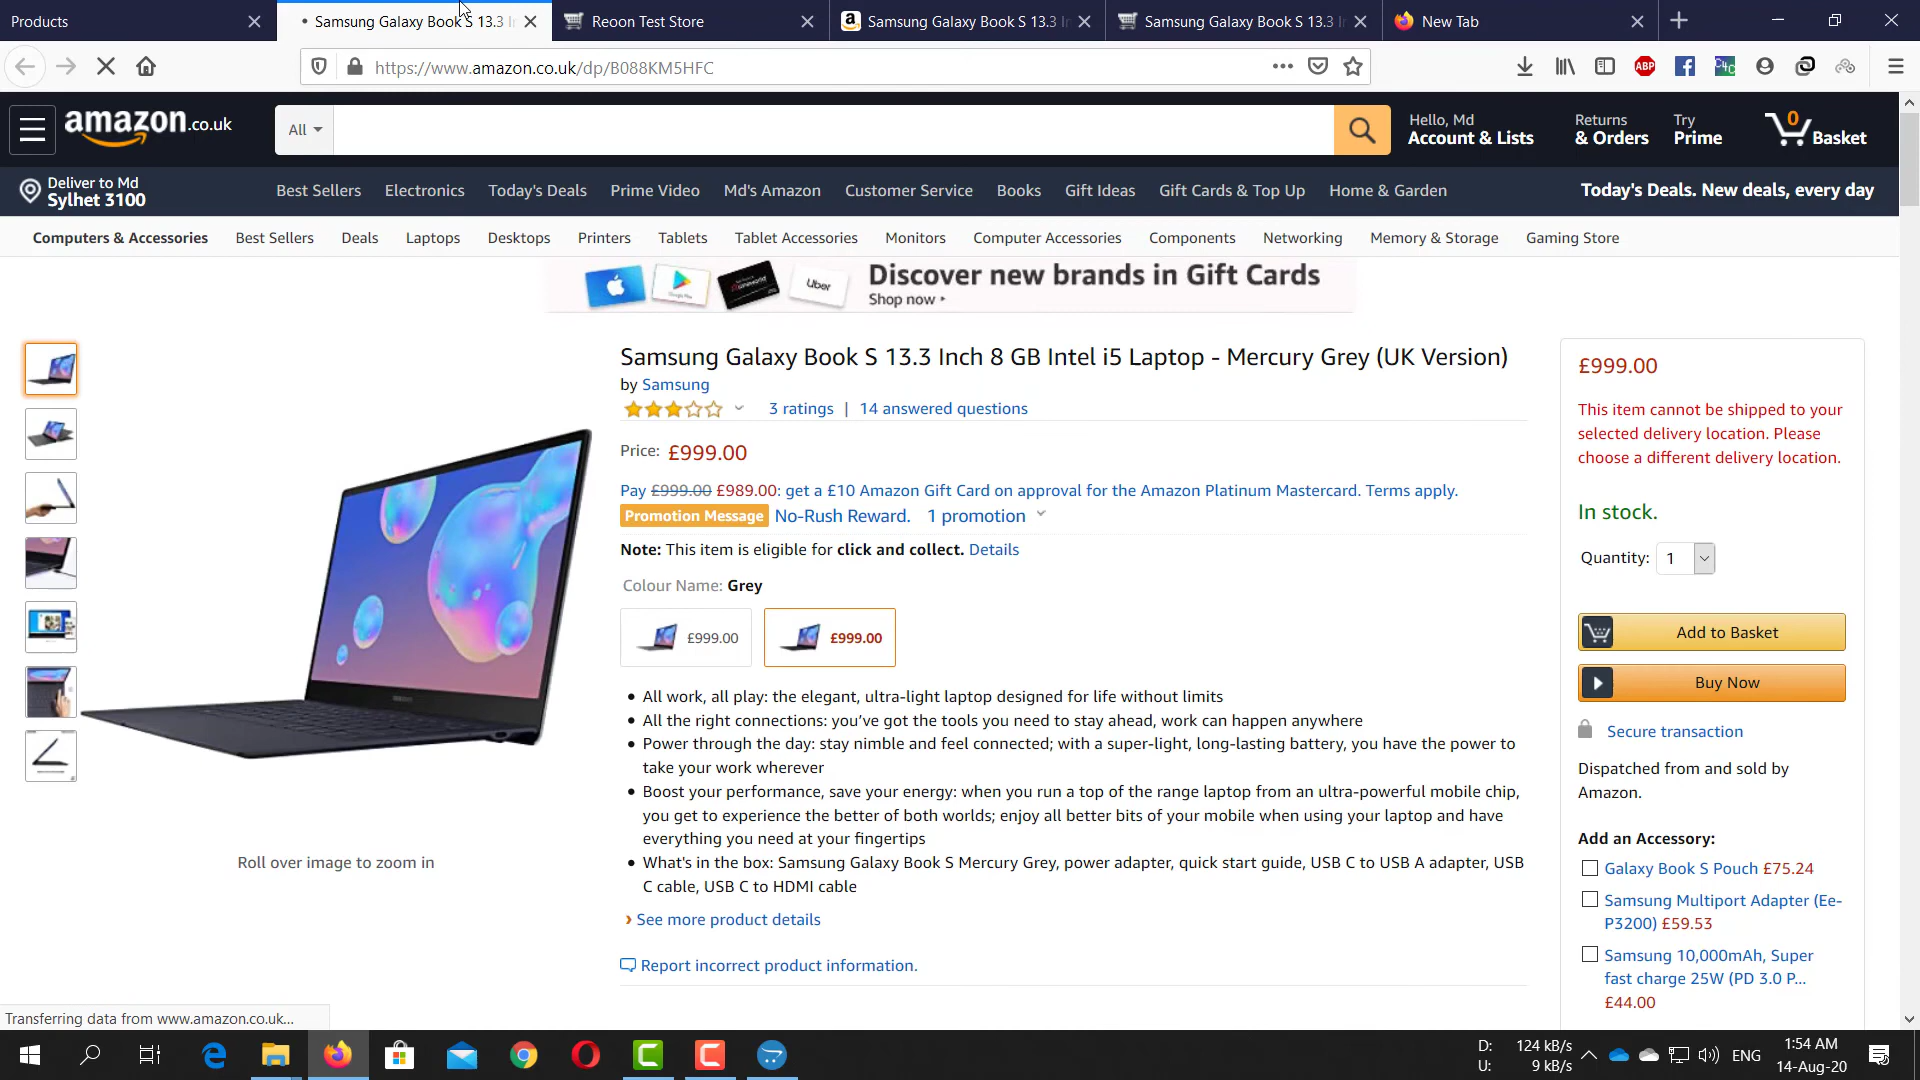 Products
Samsung Galaxy Book S 13.3 In
Reoon Test Store
Samsung Galaxy Book S 13.3 In
Samsung Galaxy Book S 13.3 In
New Tab
https://www.amazon.co.uk/dp/B088KM5HFC
ABP
amazon.co.uk
All
Hello, Md
Account & Lists
Returns
& Orders
Try
Prime
0
Basket
Deliver to Md
Sylhet 3100
Best Sellers
Electronics
Today's Deals
Prime Video
Md's Amazon
Customer Service
Books
Gift Ideas
Gift Cards & Top Up
Home & Garden
Today's Deals. New deals, every day
Computers & Accessories
Best Sellers
Deals
Laptops
Desktops
Printers
Tablets
Tablet Accessories
Monitors
Computer Accessories
Components
Networking
Memory & Storage
Gaming Store
Uber
Discover new brands in Gift Cards
Shop now
Samsung Galaxy Book S 13.3 Inch 8 GB Intel i5 Laptop - Mercury Grey (UK Version)
by Samsung
3 ratings | 14 answered questions
Price: £999.00
Pay £999.00 £989.00: get a £10 Amazon Gift Card on approval for the Amazon Platinum Mastercard. Terms apply.
Promotion Message No-Rush Reward. 1 promotion
Note: This item is eligible for click and collect. Details
Colour Name: Grey
£999.00
£999.00
All work, all play: the elegant, ultra-light laptop designed for life without limits
All the right connections: you’ve got the tools you need to stay ahead, work can happen anywhere
Power through the day: stay nimble and feel connected; with a super-light, long-lasting battery, you have the power to
take your work wherever
Boost your performance, save your energy: when you run a top of the range laptop from an ultra-powerful mobile chip,
you get to experience the better of both worlds; enjoy all better bits of your mobile when using your laptop and have
everything you need at your fingertips
What's in the box: Samsung Galaxy Book S Mercury Grey, power adapter, quick start guide, USB C to USB A adapter, USB
C cable, USB C to HDMI cable
See more product details
Report incorrect product information.
Roll over image to zoom in
£999.00
This item cannot be shipped to your
selected delivery location. Please
choose a different delivery location.
In stock.
Quantity: 1
Add to Basket
Buy Now
Secure transaction
Dispatched from and sold by
Amazon.
Add an Accessory:
Galaxy Book S Pouch £75.24
Samsung Multiport Adapter (Ee-
P3200) £59.53
Samsung 10,000mAh, Super
fast charge 25W (PD 3.0 P...
£44.00
Transferring data from www.amazon.co.uk...
D: 124 kB/s
U: 9 kB/s
ENG
1:54 AM
14-Aug-20